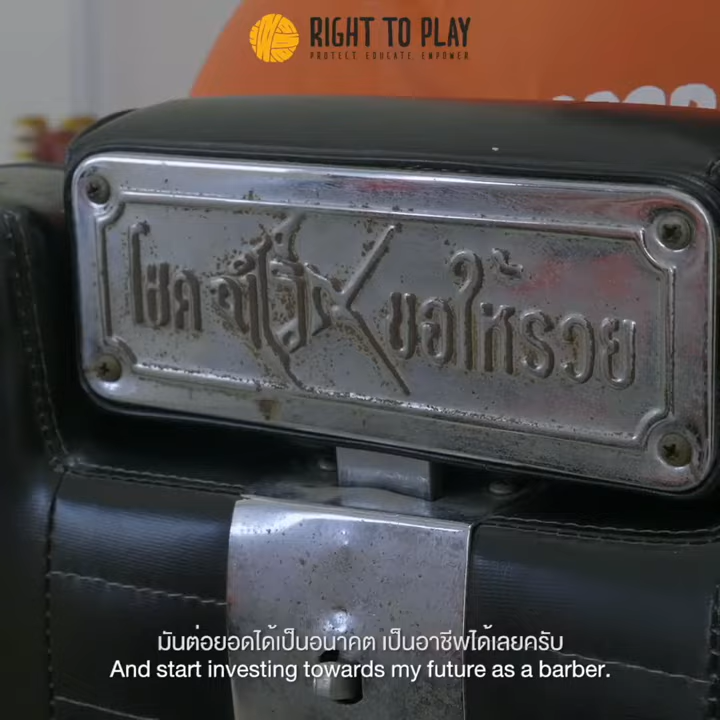 RIGHT TO PLAY
PROTECT. EDUCATE. EMPOWER
โชค ขอให้รวย
มันต่อยอดได้เป็นอนาคต เป็นอาชีพได้เลยครับ
And start investing towards my future as a barber.